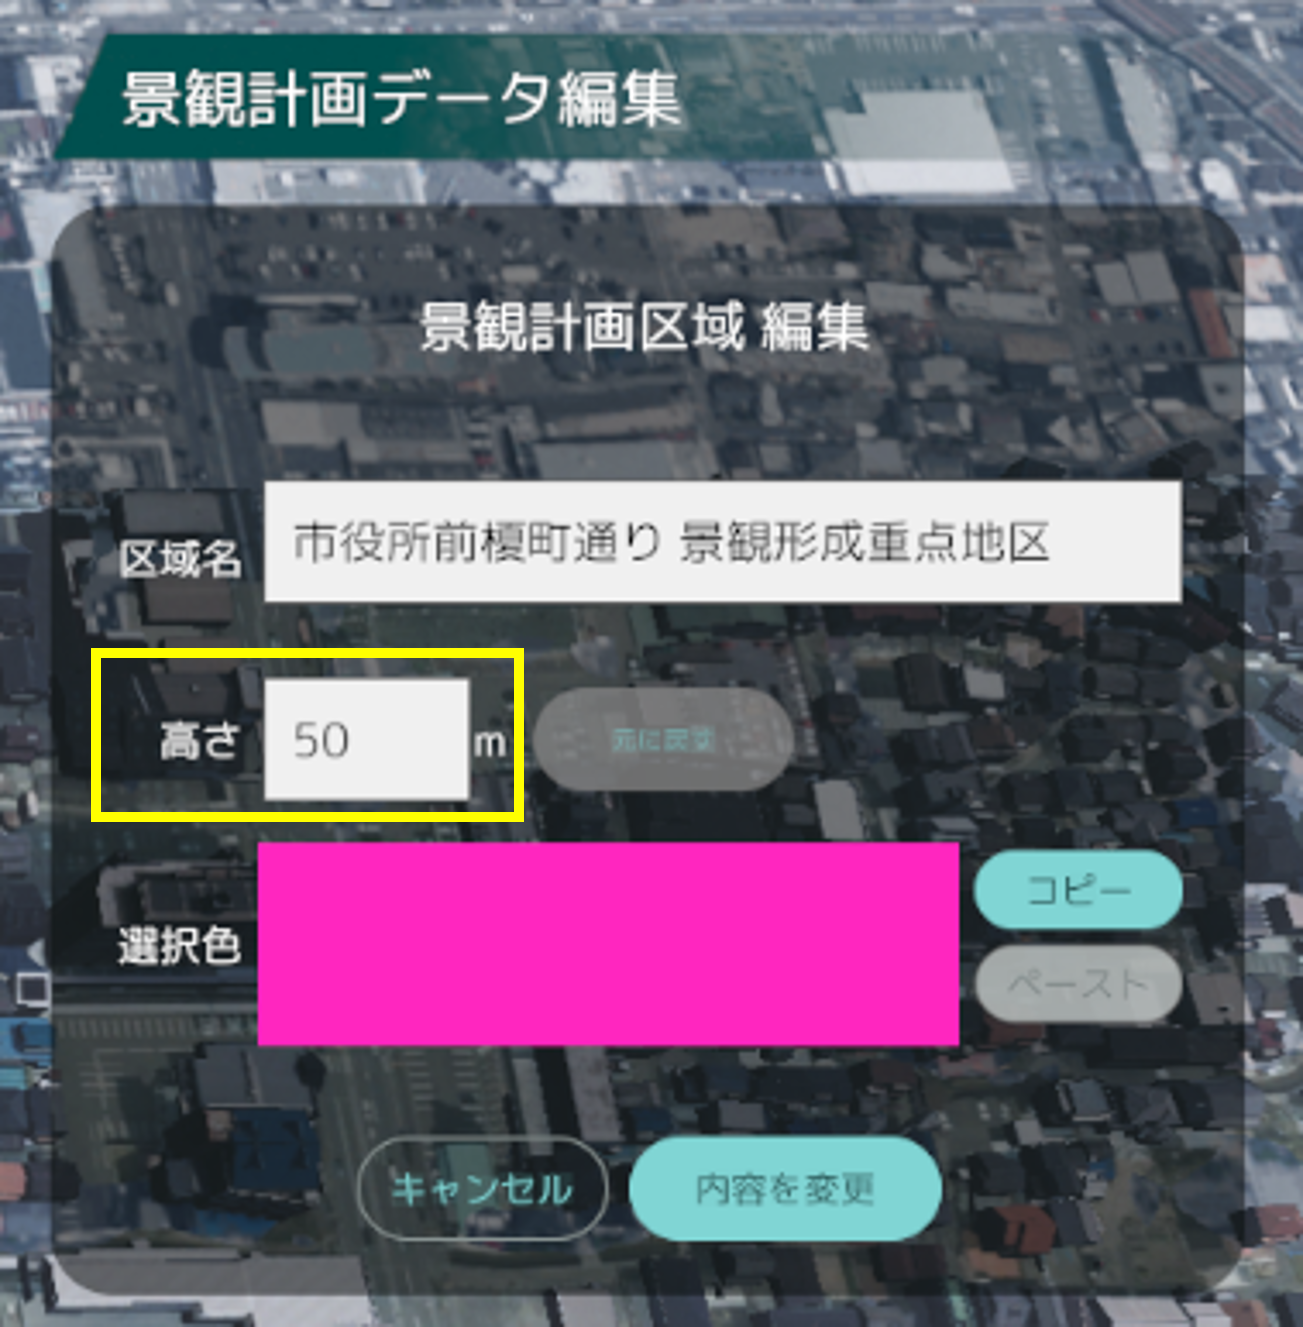 景観計画データ編集
景観計画区域 編集
区域名 市役所前榎町通り 景観形成重点地区
高さ 50 m 元に戻す
選択色 コピー
ペースト
キャンセル 内容を変更